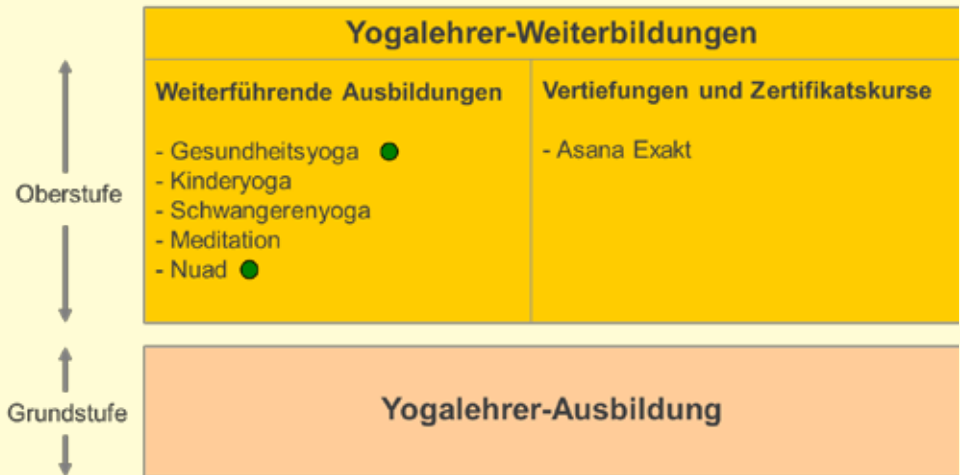 Yogalehrer-Weiterbildungen
Weiterführende Ausbildungen
- Gesundheitsyoga
- Kinderyoga
- Schwangerenyoga
- Meditation
- Nuad
Vertiefungen und Zertifikatskurse
- Asana Exakt
Oberstufe
Grundstufe
Yogalehrer-Ausbildung